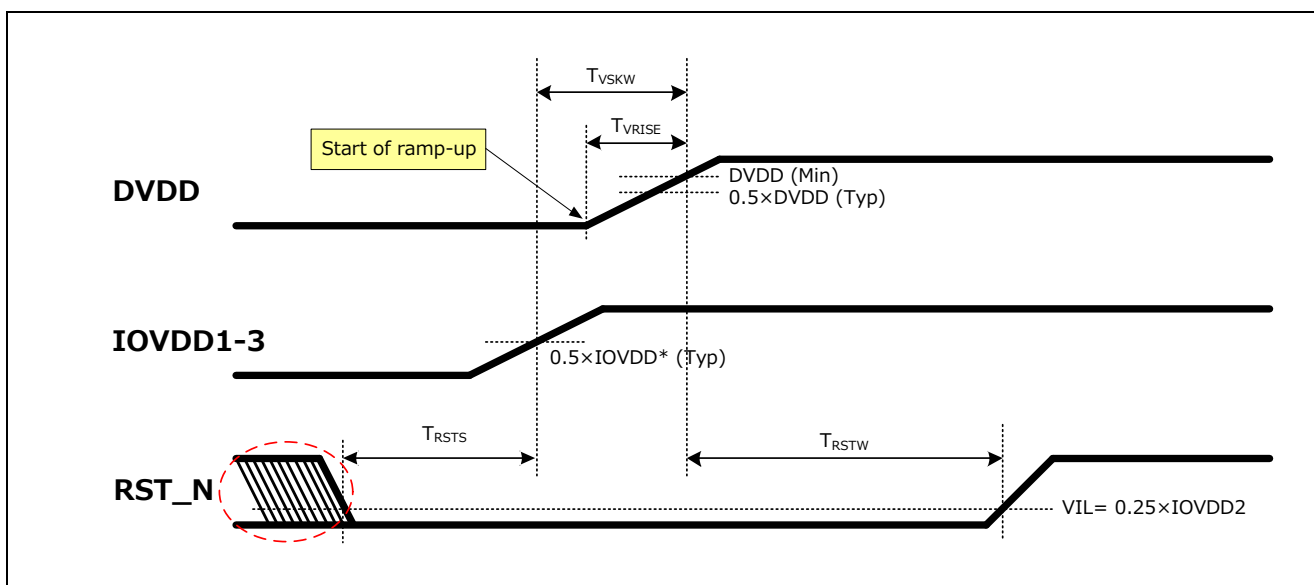 TVSKW
TVRISE
Start of ramp-up
DVDD
DVDD (Min)
0.5×DVDD (Typ)
IOVDD1-3
0.5×IOVDD* (Typ)
TRSTS
TRSTW
RST_N
VIL= 0.25×IOVDD2